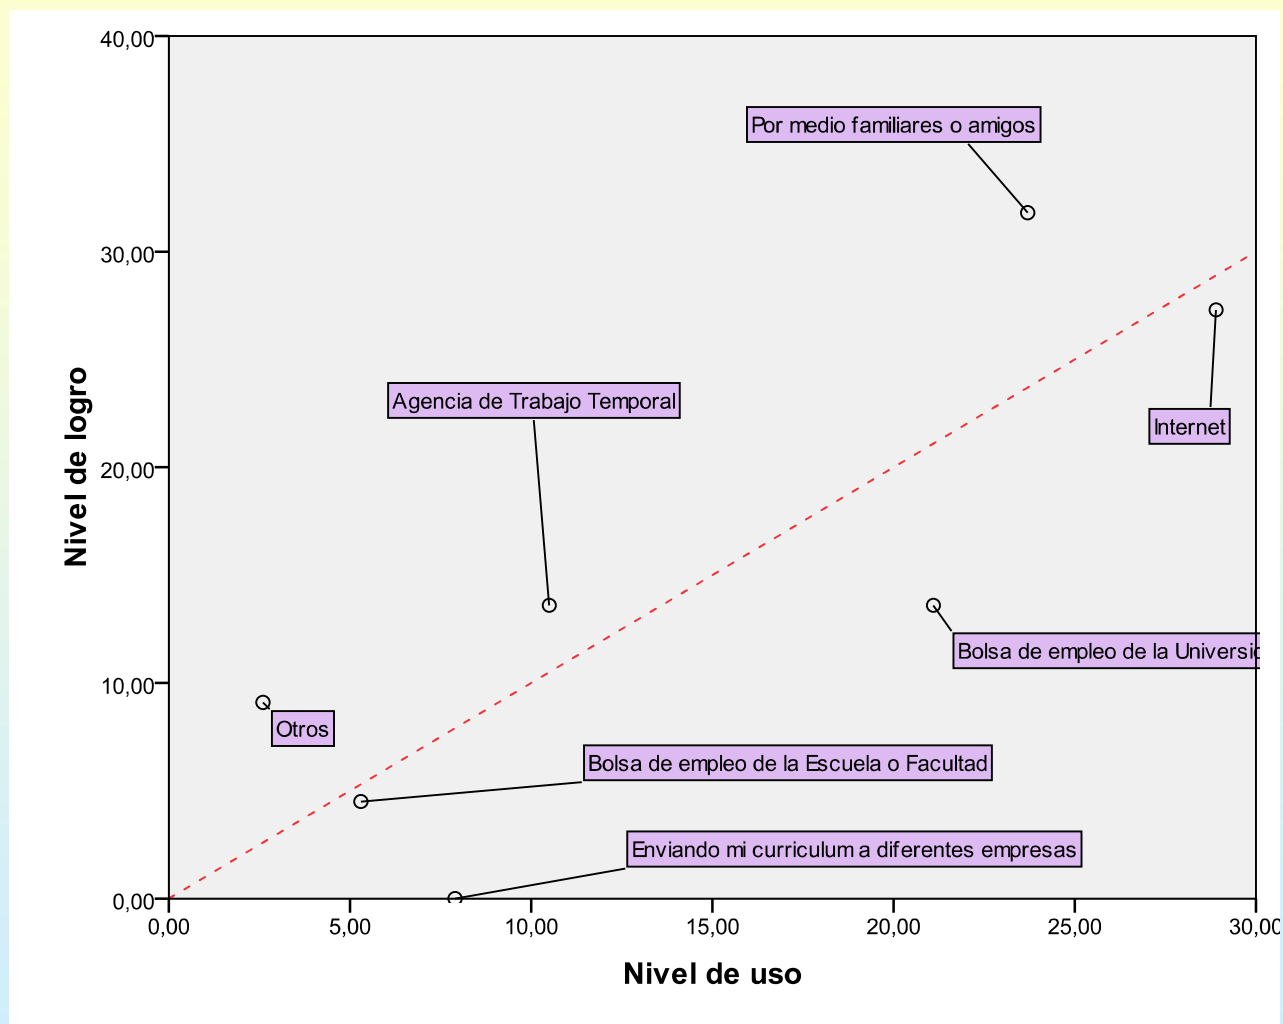 40,00
Por medio familiares o amigos
30,00
Agencia de Trabajo Temporal
Internet
Nivel de logro
20,00
Bolsa de empleo de la
10,00
Otros
Bolsa de empleo de la Escuela o Facultad
Enviando mi curriculum a diferentes empresas
0,00
0,00 5,00 10,00 15,00 20,00 25,00 30,00
Nivel de uso